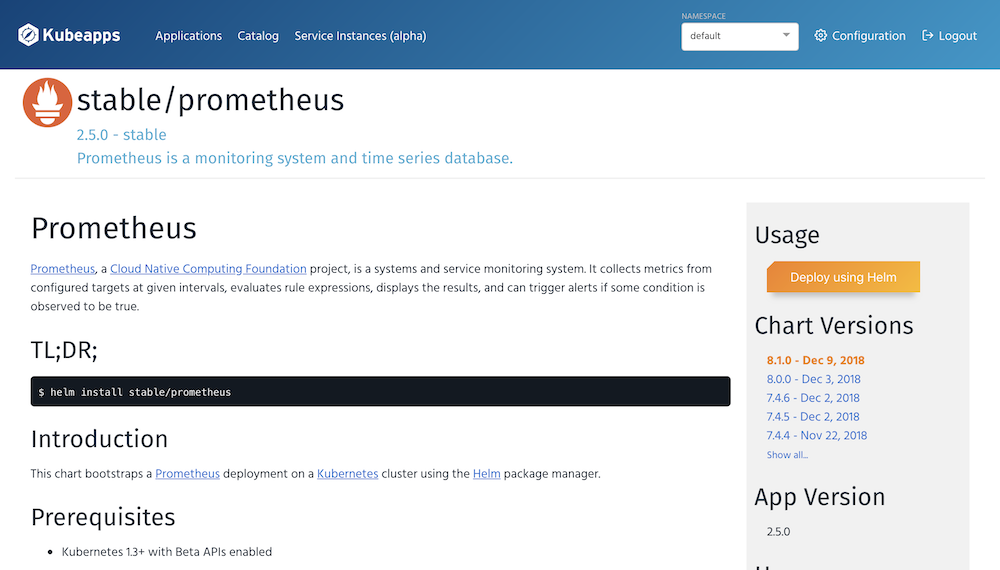 Kubeapps
Applications
Catalog
Service Instances (alpha)
NAMESPACE
default
Configuration
Logout
stable/prometheus
2.5.0 - stable
Prometheus is a monitoring system and time series database.
Prometheus
Prometheus, a Cloud Native Computing Foundation project, is a systems and service monitoring system. It collects metrics from
configured targets at given intervals, evaluates rule expressions, displays the results, and can trigger alerts if some condition is
observed to be true.
TL;DR;
$ helm install stable/prometheus
Introduction
This chart bootstraps a Prometheus deployment on a Kubernetes cluster using the Helm package manager.
Prerequisites
• Kubernetes 1.3+ with Beta APIs enabled
Usage
Deploy using Helm
Chart Versions
8.1.0 - Dec 9, 2018
8.0.0 - Dec 3, 2018
7.4.6 - Dec 2, 2018
7.4.5 - Dec 2, 2018
7.4.4 - Nov 22, 2018
Show all...
App Version
2.5.0